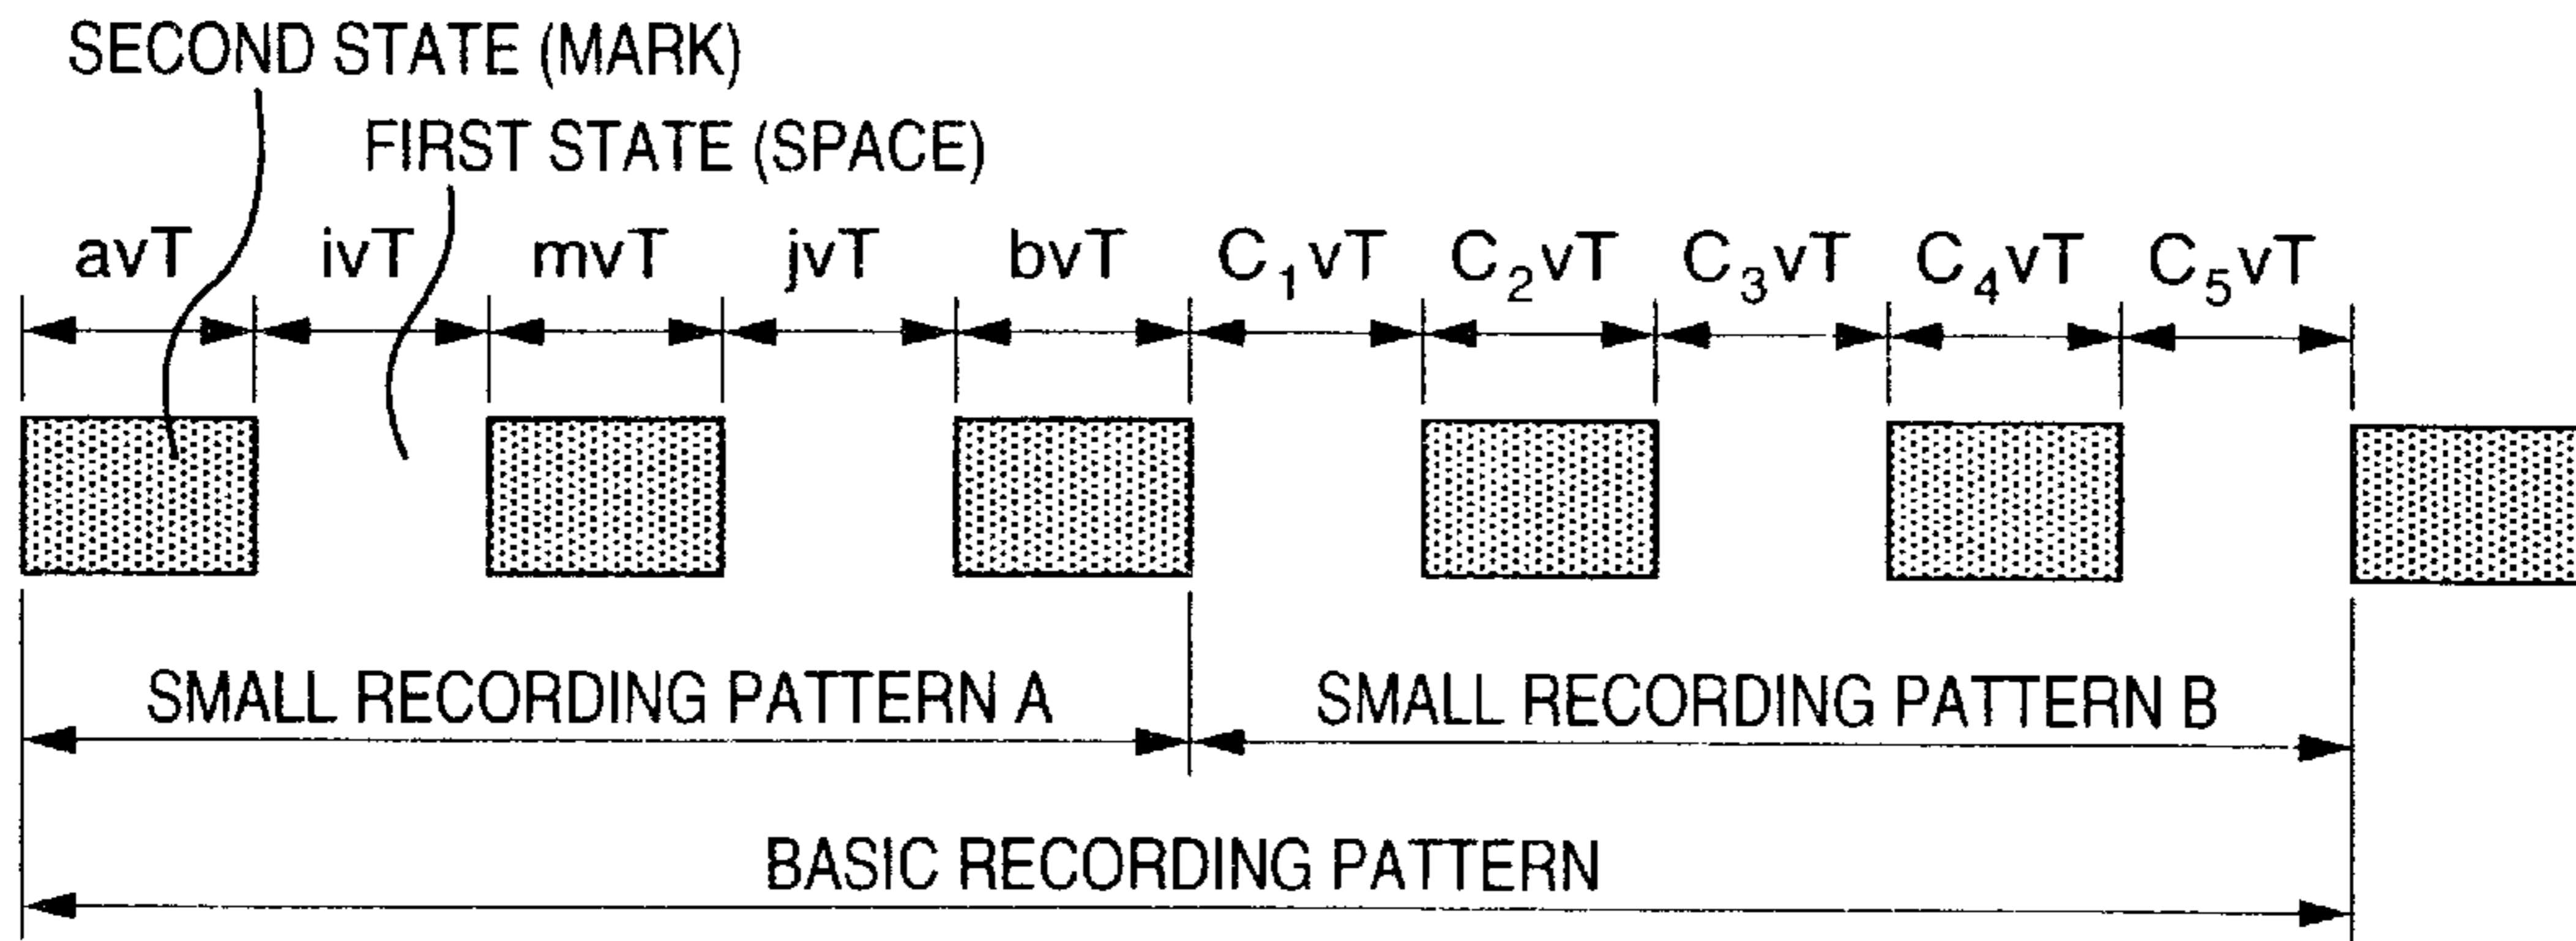 SECOND STATE (MARK)
FIRST STATE (SPACE)
avT ivT mvT jvT bvT C₁vT C₂vT C₃vT C₄vT C₅vT
SMALL RECORDING PATTERN A SMALL RECORDING PATTERN B
BASIC RECORDING PATTERN